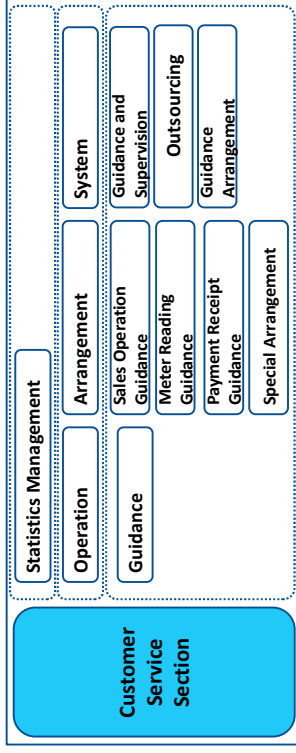 Customer
Service
Section
Statistics Management
Operation
Arrangement
System
Guidance
Sales Operation
Guidance
Meter Reading
Guidance
Payment Receipt
Guidance
Special Arrangement
Guidance and
Supervision
Outsourcing
Guidance
Arrangement